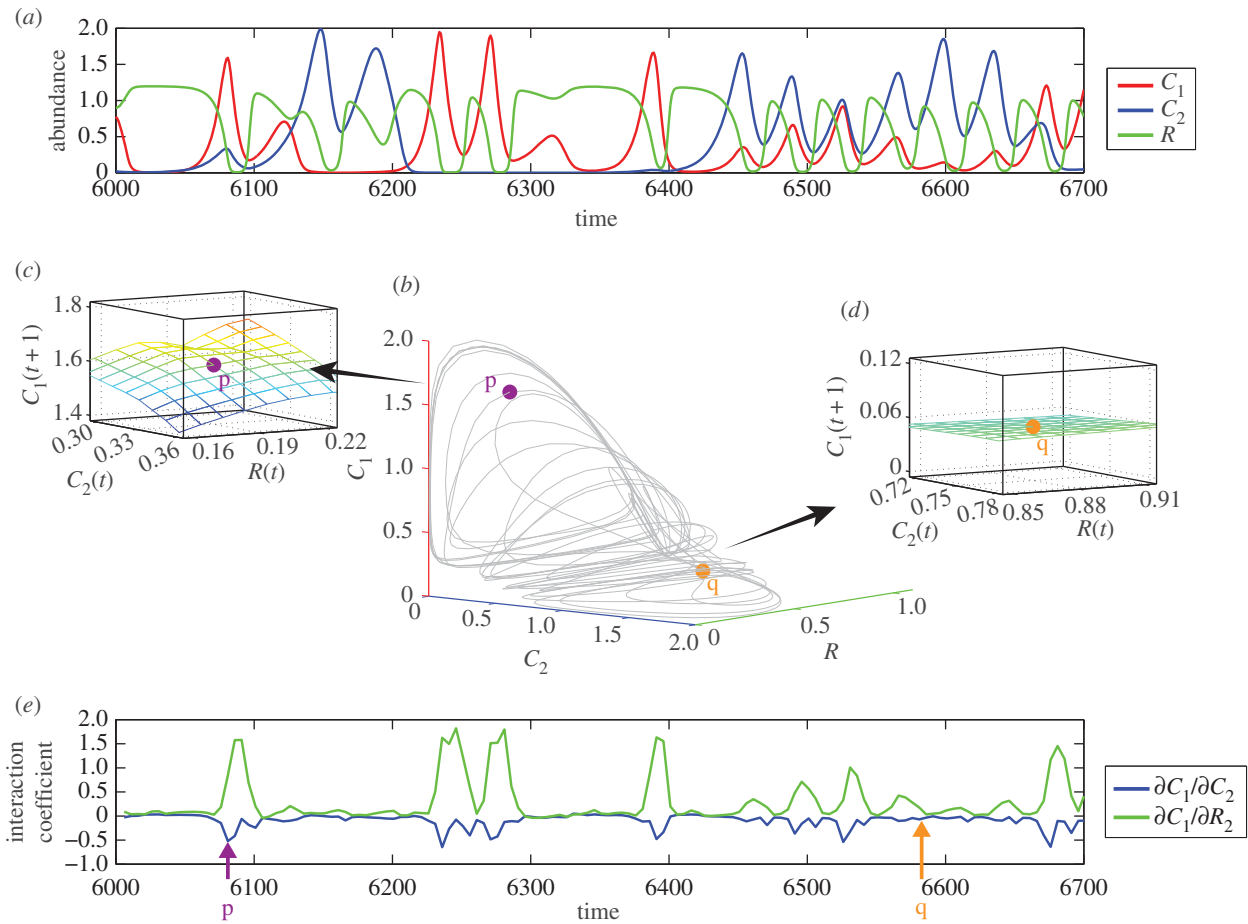 (a)
2.0
1.5
1.0
0.5
0
abundance
6000 6100 6200 6300 6400 6500 6600 6700
time
C1
C2
R
(c)
1.8
1.6
1.4
C1(t + 1)
p
0.30
0.33
0.36
C2(t)
0.16
0.19
0.22
R(t)
(b)
2.0
1.5
1.0
0.5
0
C1
p
q
0
0.5
1.0
1.5
2.0
C2
0
0.5
1.0
R
(d)
0.12
0.06
0
C1(t + 1)
q
0.72
0.75
0.78
C2(t)
0.85
0.88
0.91
R(t)
(e)
2.0
1.5
1.0
0.5
0
−0.5
−1.0
interaction
coefficient
6000 6100 6200 6300 6400 6500 6600 6700
p
time
q
∂C1/∂C2
∂C1/∂R2